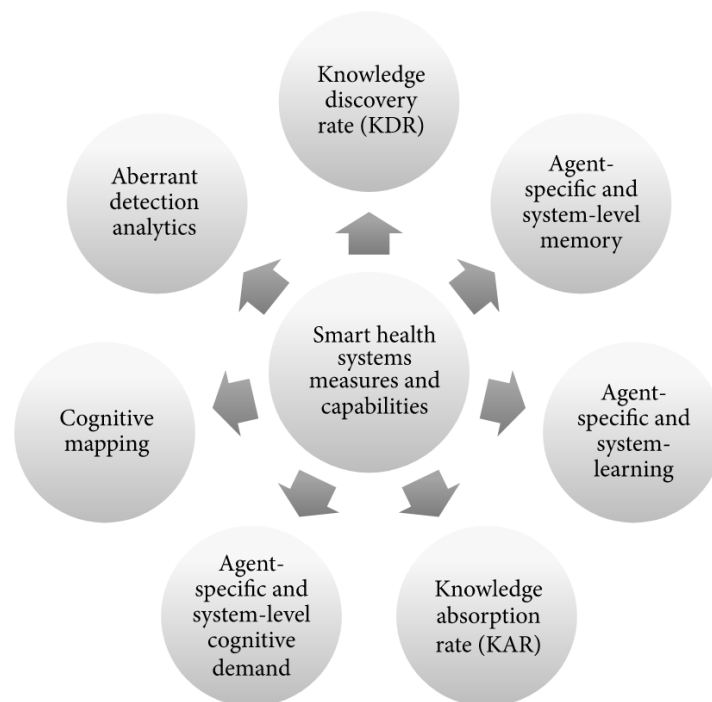 Knowledge
discovery
rate (KDR)
Agent-
specific and
system-level
memory
Agent-
specific and
system-
learning
Knowledge
absorption
rate (KAR)
Agent-
specific and
system-level
cognitive
demand
Cognitive
mapping
Aberrant
detection
analytics
Smart health
systems
measures and
capabilities